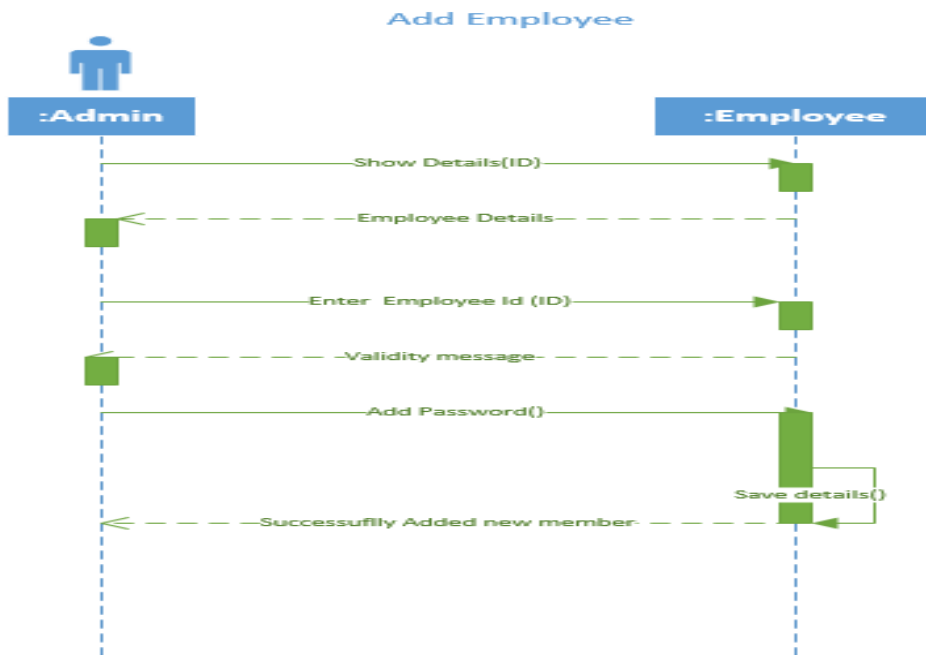 Add Employee
:Admin
:Employee
Show Details(ID)
Employee Details
Enter Employee Id (ID)
Validity message
Add Password()
Save details()
Successuflly Added new member